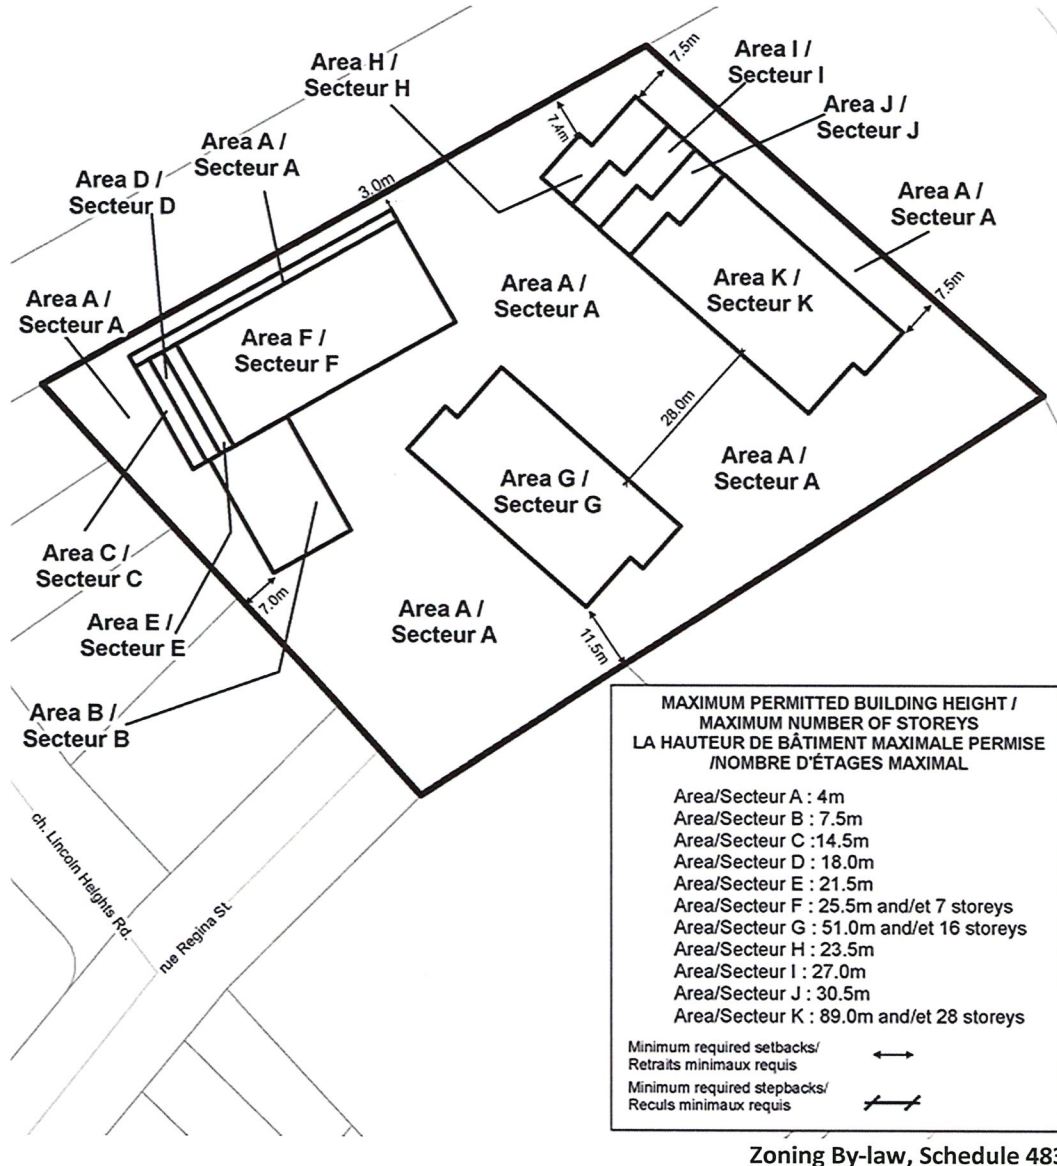 Area H /
Secteur H
7.5m
Area I /
Secteur I
Area A /
Secteur A
7.4m
Area J /
Secteur J
Area D /
Secteur D
3.0m
Area A /
Secteur A
Area A /
Secteur A
Area A /
Secteur A
Area K /
Secteur K
7.5m
Area F /
Secteur F
28.0m
Area G /
Secteur G
Area A /
Secteur A
Area C /
Secteur C
7.0m
Area E /
Secteur E
Area A /
Secteur A
11.5m
Area B /
Secteur B
ch. Lincoln Heights Rd.
rue Regina St.
MAXIMUM PERMITTED BUILDING HEIGHT /
MAXIMUM NUMBER OF STOREYS
LA HAUTEUR DE BÂTIMENT MAXIMALE PERMISE
/NOMBRE D'ÉTAGES MAXIMAL
Area/Secteur A : 4m
Area/Secteur B : 7.5m
Area/Secteur C :14.5m
Area/Secteur D : 18.0m
Area/Secteur E : 21.5m
Area/Secteur F : 25.5m and/et 7 storeys
Area/Secteur G : 51.0m and/et 16 storeys
Area/Secteur H : 23.5m
Area/Secteur I : 27.0m
Area/Secteur J : 30.5m
Area/Secteur K : 89.0m and/et 28 storeys
Minimum required setbacks/
Retraits minimaux requis
Minimum required stepbacks/
Reculs minimaux requis
Zoning By-law, Schedule 483